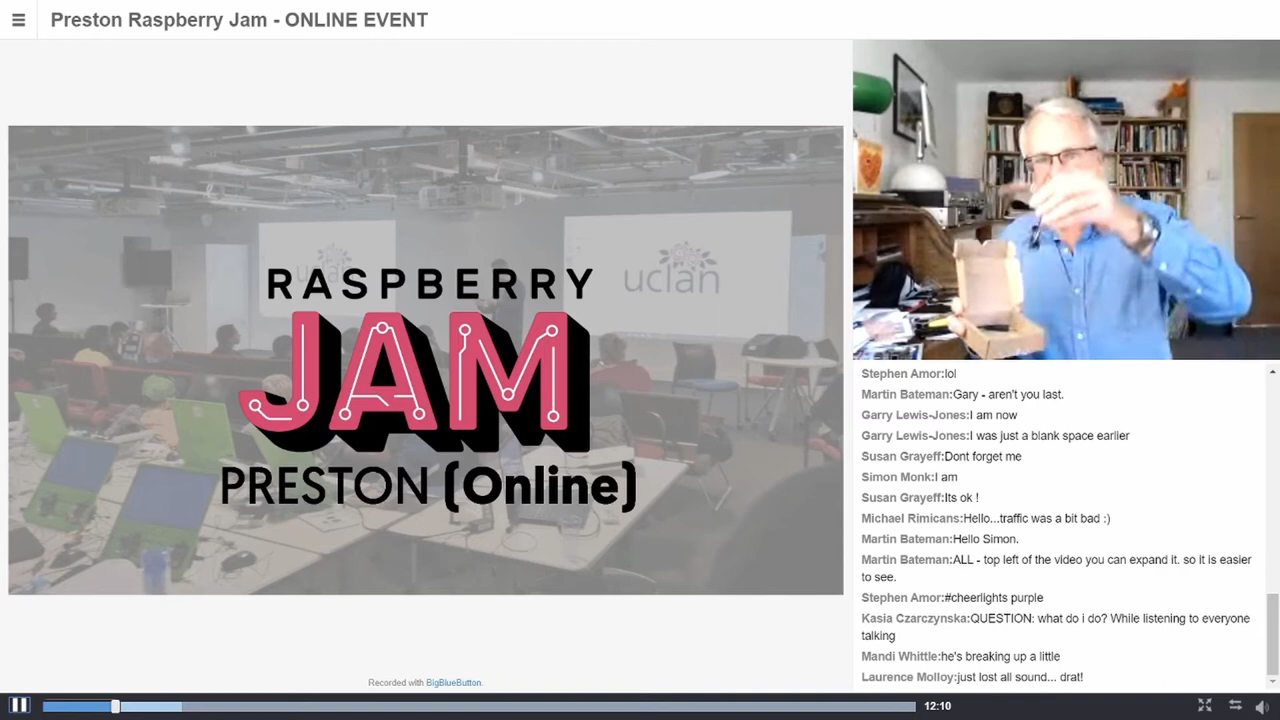 Preston Raspberry Jam - ONLINE EVENT
uclan
uclan
RASPBERRY
JAM
PRESTON (Online)
Recorded with BigBlueButton.
Stephen Amor:lol
Martin Bateman:Gary - aren't you last.
Garry Lewis-Jones:I am now
Garry Lewis-Jones:I was just a blank space earlier
Susan Grayeff:Dont forget me
Simon Monk:I am
Susan Grayeff:Its ok !
Michael Rimicans:Hello...traffic was a bit bad :)
Martin Bateman:Hello Simon.
Martin Bateman:ALL - top left of the video you can expand it. so it is easier
to see.
Stephen Amor:#cheerlights purple
Kasia Czarczynska:QUESTION: what do i do? While listening to everyone
talking
Mandi Whittle:he's breaking up a little
Laurence Molloy:just lost all sound... drat!
12:10